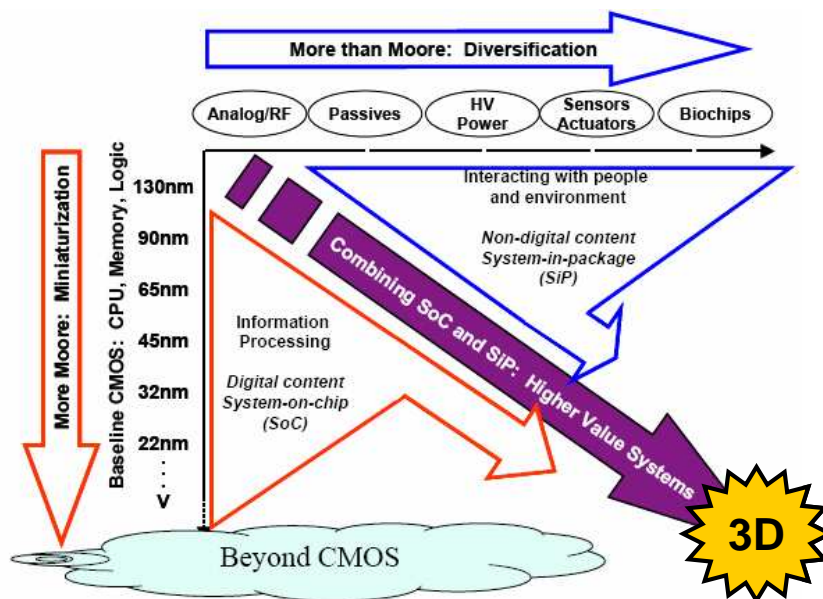 More than Moore: Diversification
Analog/RF
Passives
HV
Power
Sensors
Actuators
Biochips
More Moore: Miniaturization
Baseline CMOS: CPU, Memory, Logic
130nm
90nm
65nm
45nm
32nm
22nm
V
Interacting with people
and environment
Non-digital content
System-in-package
(SiP)
Combining SoC and SiP: Higher Value Systems
Information
Processing
Digital content
System-on-chip
(SoC)
Beyond CMOS
3D